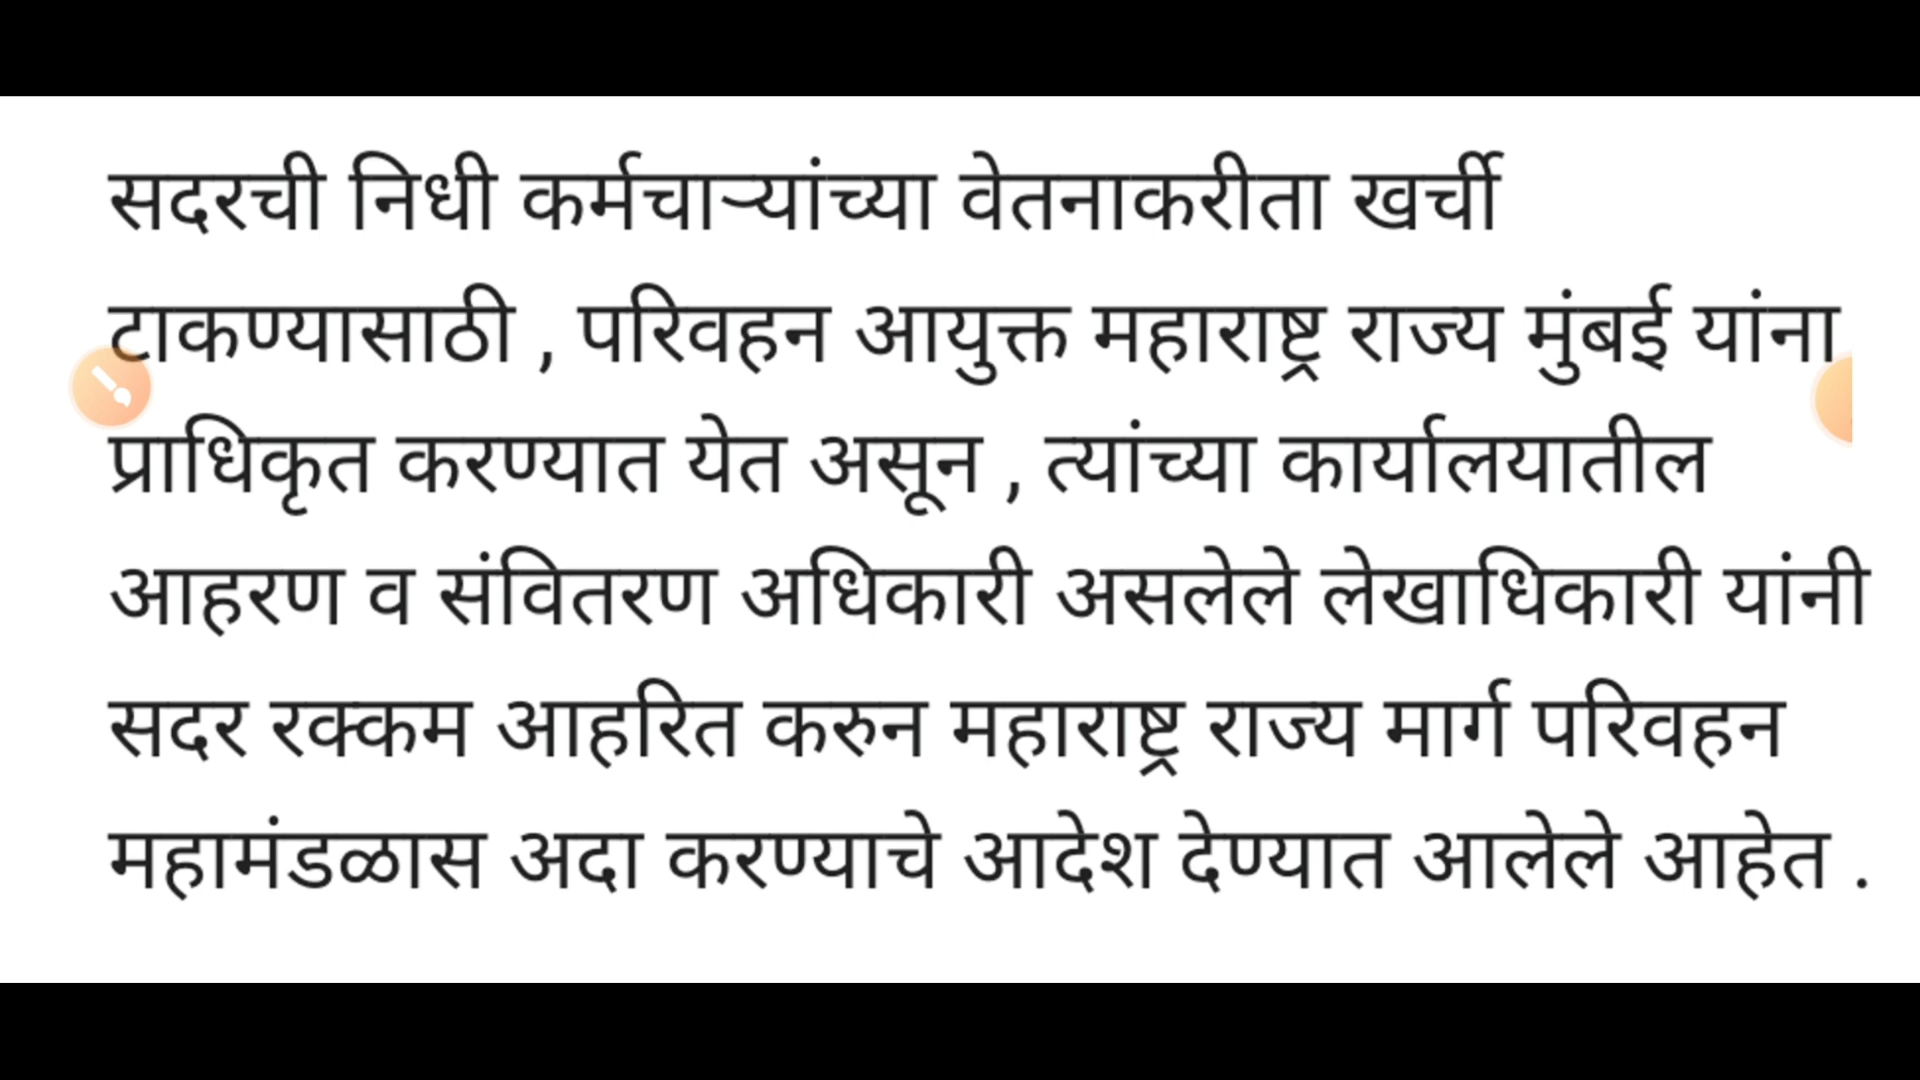 सदरची निधी कर्मचाऱ्यांच्या वेतनाकरीता खर्ची
टाकण्यासाठी , परिवहन आयुक्त महाराष्ट्र राज्य मुंबई यांना
प्राधिकृत करण्यात येत असून , त्यांच्या कार्यालयातील
आहरण व संवितरण अधिकारी असलेले लेखाधिकारी यांनी
सदर रक्कम आहरित करुन महाराष्ट्र राज्य मार्ग परिवहन
महामंडळास अदा करण्याचे आदेश देण्यात आलेले आहेत .